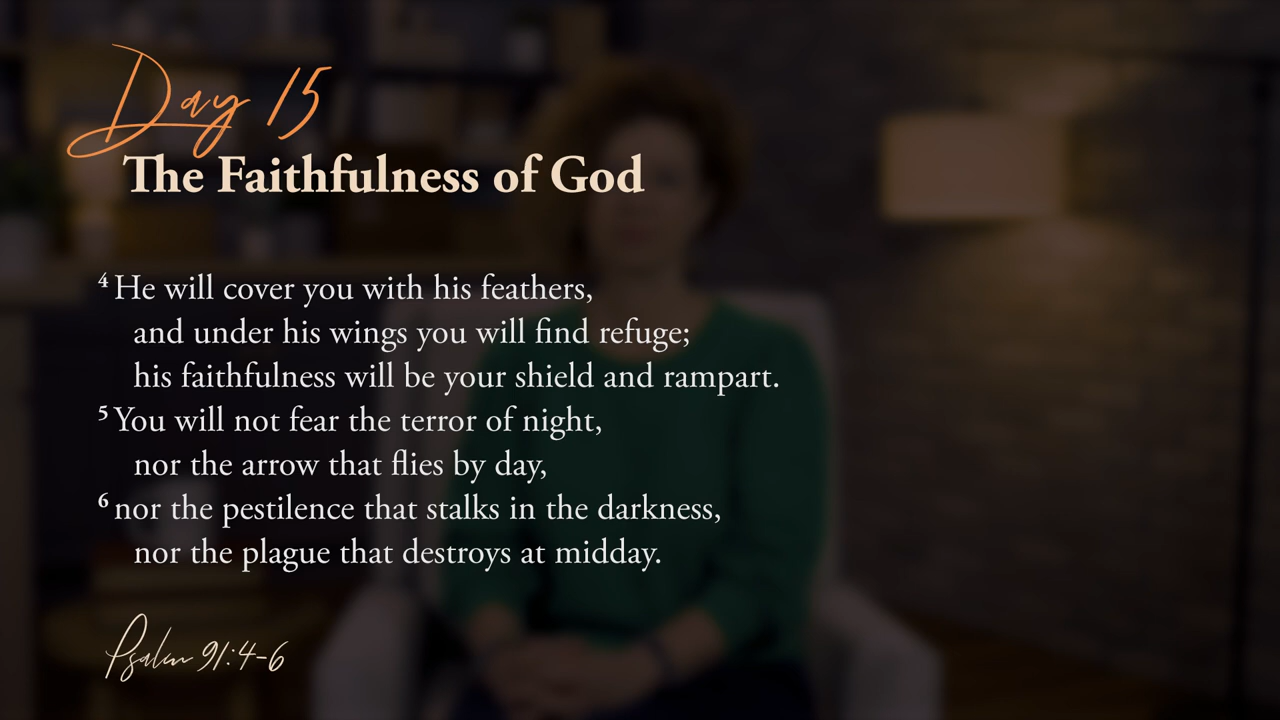 Day 15
The Faithfulness of God
4 He will cover you with his feathers,
and under his wings you will find refuge;
his faithfulness will be your shield and rampart.
5 You will not fear the terror of night,
nor the arrow that flies by day,
6 nor the pestilence that stalks in the darkness,
nor the plague that destroys at midday.
Psalm 91:4-6